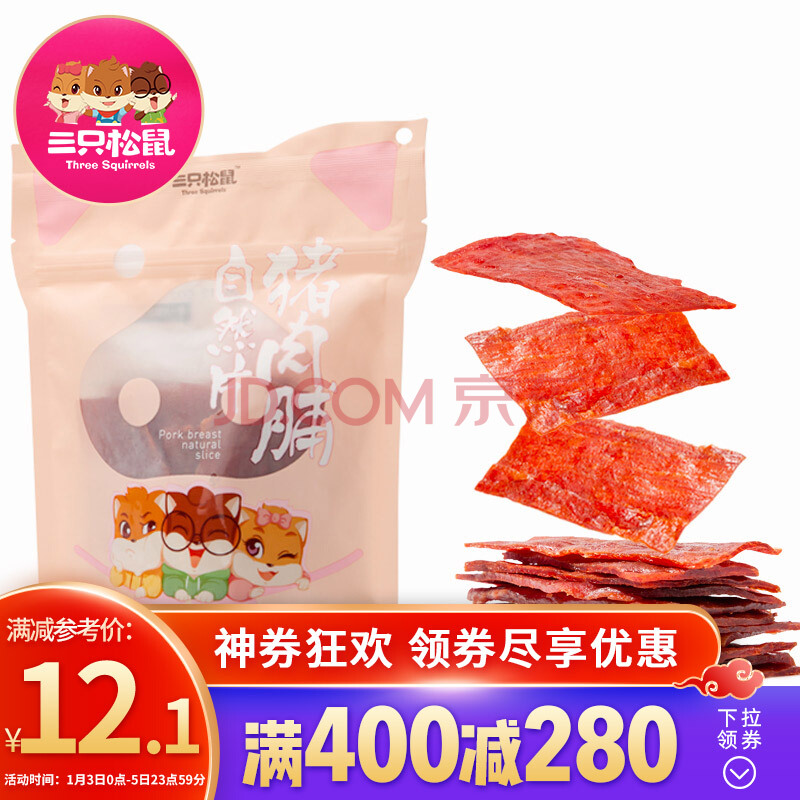 三只松鼠
Three Squirrels
三只松鼠
Three Squirrels
猪肉脯
自然片
Pork breast
natural
slice
JD.COM 京东
满减参考价：
¥12.1
活动时间：1月3日0点-5日23点59分
神券狂欢 领券尽享优惠
满400减280
下拉
领券